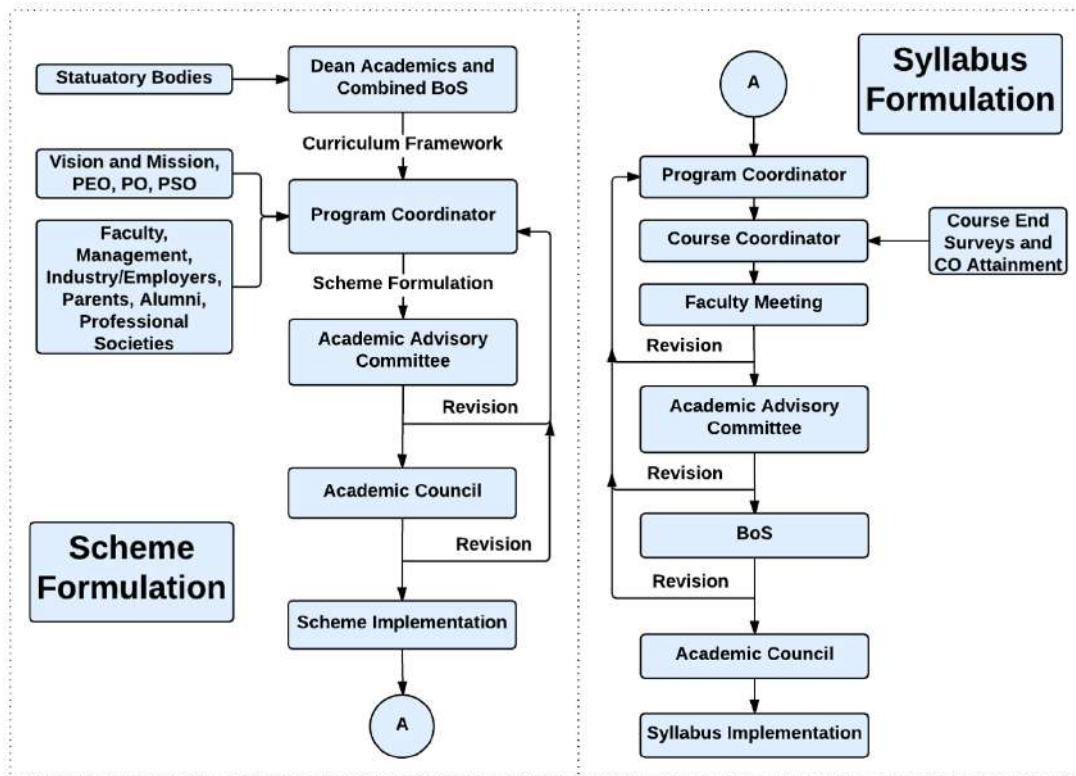 Statuatory Bodies
Dean Academics and
Combined BoS
Curriculum Framework
Vision and Mission,
PEO, PO, PSO
Program Coordinator
Faculty,
Management,
Industry/Employers,
Parents, Alumni,
Professional
Societies
Scheme Formulation
Academic Advisory
Committee
Revision
Academic Council
Revision
Scheme
Formulation
Scheme Implementation
A
A
Syllabus
Formulation
Program Coordinator
Course Coordinator
Course End
Surveys and
CO Attainment
Faculty Meeting
Revision
Academic Advisory
Committee
Revision
BoS
Revision
Academic Council
Syllabus Implementation